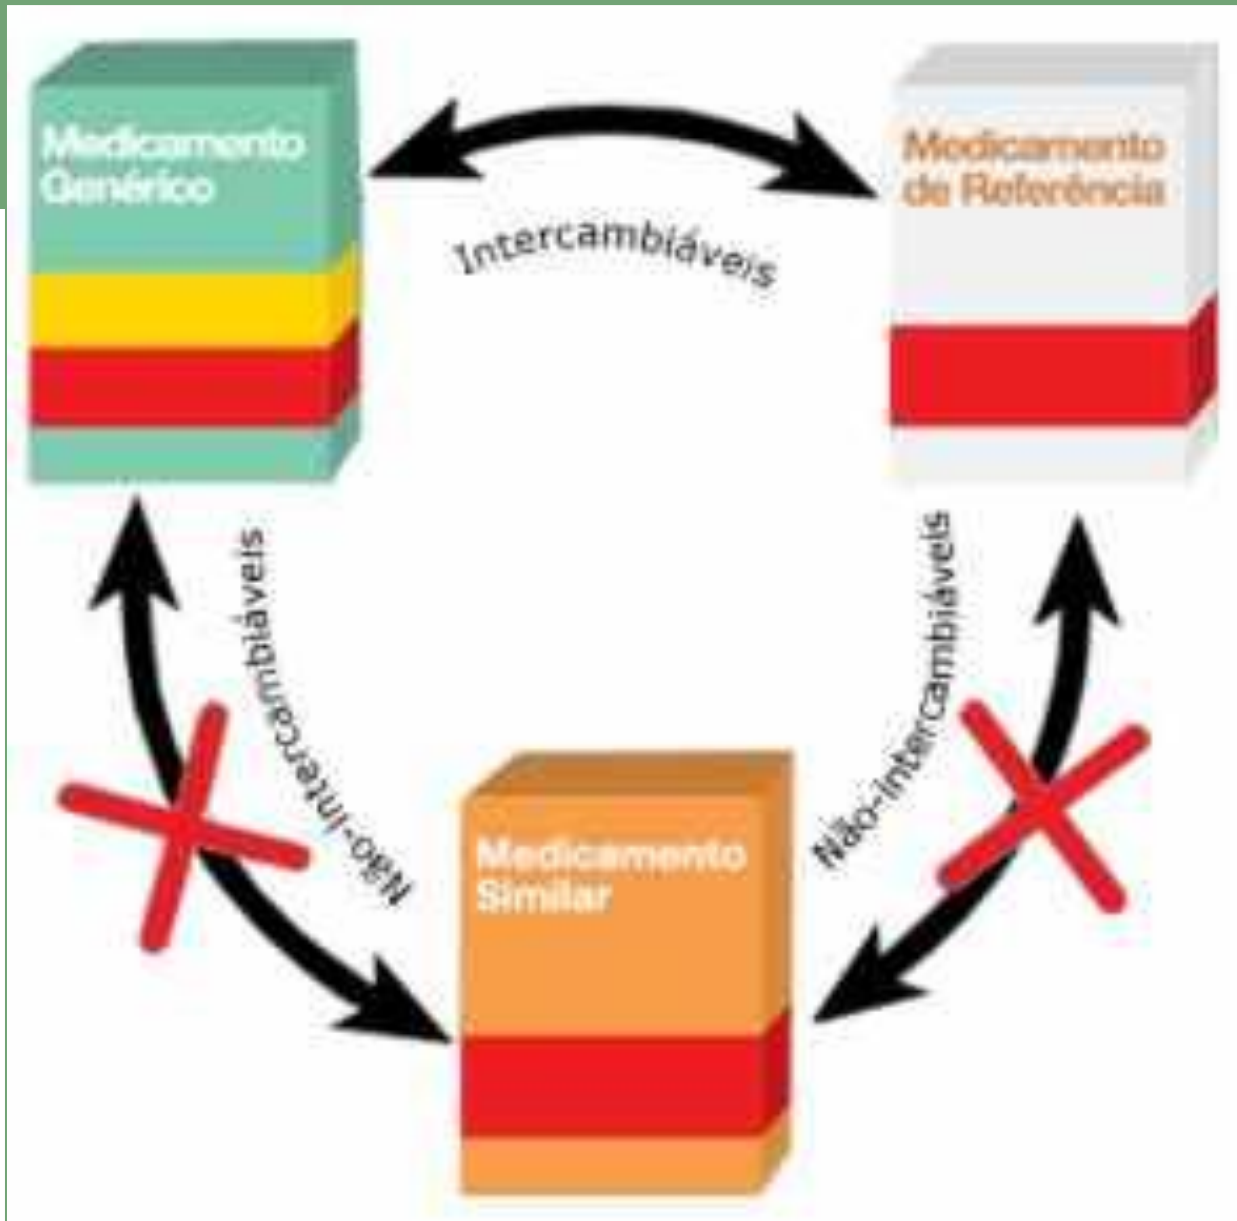 Medicamento
Genérico
Intercambiáveis
Medicamento
de Referência
Não-intercambiáveis
Não-intercambiáveis
Medicamento
Similar